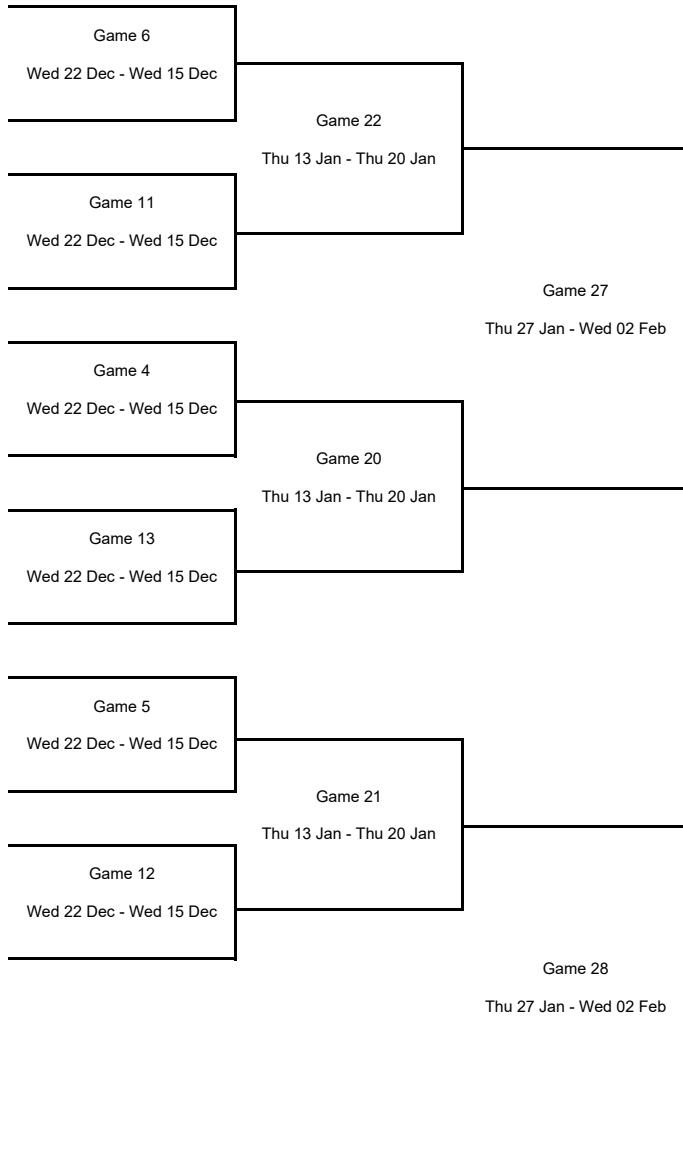 Game 6
Wed 22 Dec - Wed 15 Dec
Game 22
Thu 13 Jan - Thu 20 Jan
Game 11
Wed 22 Dec - Wed 15 Dec
Game 27
Thu 27 Jan - Wed 02 Feb
Game 4
Wed 22 Dec - Wed 15 Dec
Game 20
Thu 13 Jan - Thu 20 Jan
Game 13
Wed 22 Dec - Wed 15 Dec
Game 5
Wed 22 Dec - Wed 15 Dec
Game 21
Thu 13 Jan - Thu 20 Jan
Game 12
Wed 22 Dec - Wed 15 Dec
Game 28
Thu 27 Jan - Wed 02 Feb